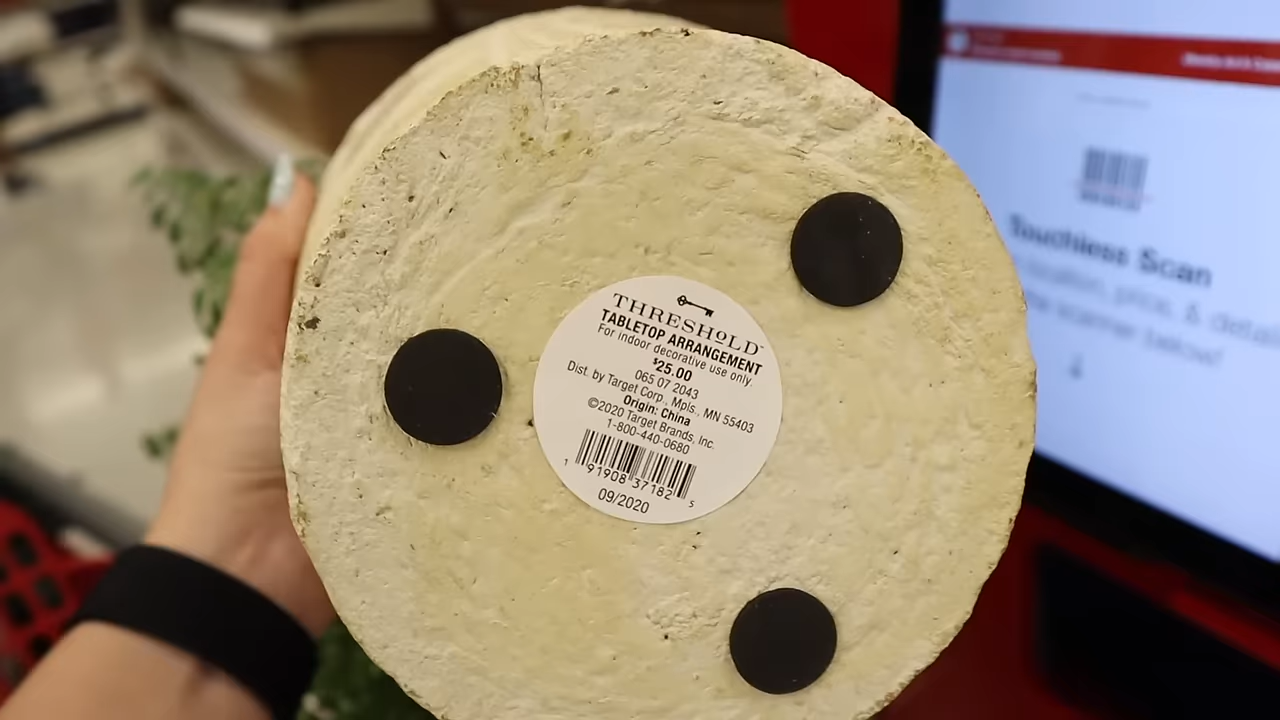 THRESHOLD
TABLETOP ARRANGEMENT
For indoor decorative use only.
$25.00
065 07 2043
Dist. by Target Corp., Mpls., MN 55403
Origin: China
©2020 Target Brands, Inc.
1-800-440-0680
1 91908 37182 5
09/2020
Touchless Scan